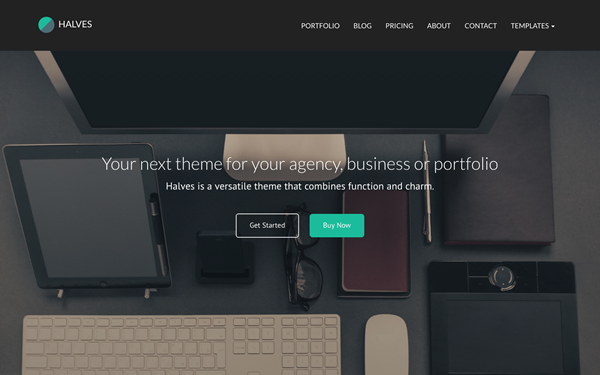 HALVES
PORTFOLIO BLOG PRICING ABOUT CONTACT TEMPLATES
Your next theme for your agency, business or portfolio
Halves is a versatile theme that combines function and charm.
Get Started Buy Now